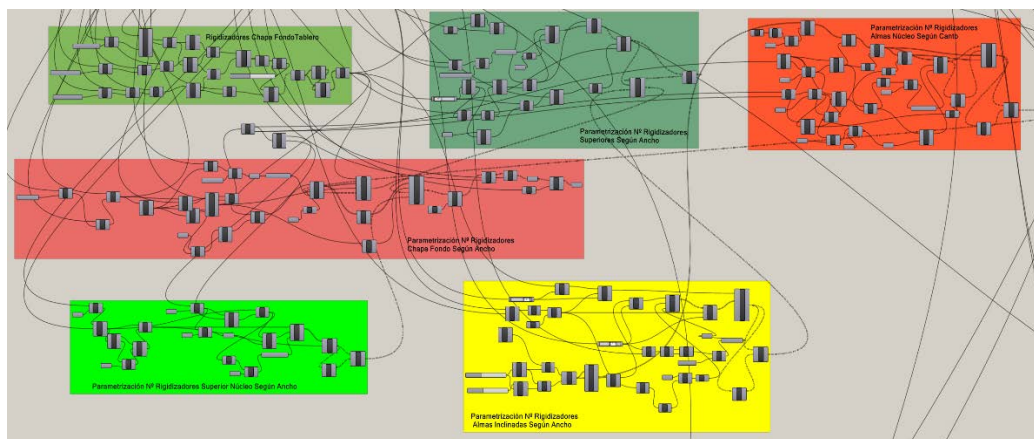 Rigidizadores Chapa FondoTablero
Parametrización Nº Rigidizadores
Superiores Según Ancho
Parametrización Nº Rigidizadores
Almas Núcleo Según Canto
Parametrización Nº Rigidizadores
Chapa Fondo Según Ancho
Parametrización Nº Rigidizadores Superior Núcleo Según Ancho
Parametrización Nº Rigidizadores
Almas Inclinadas Según Ancho